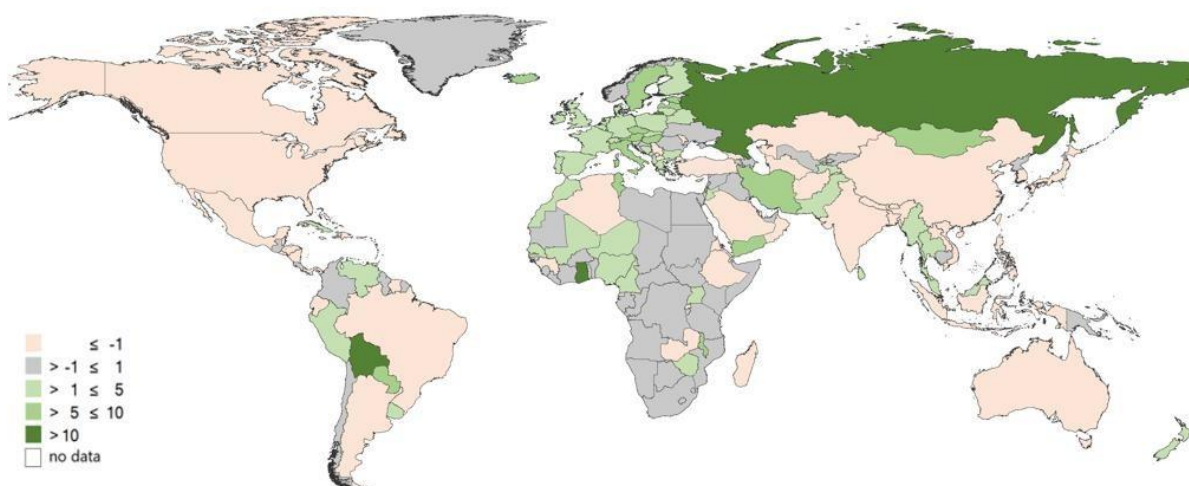 ≤ -1
> -1 ≤ 1
> 1 ≤ 5
> 5 ≤ 10
> 10
no data